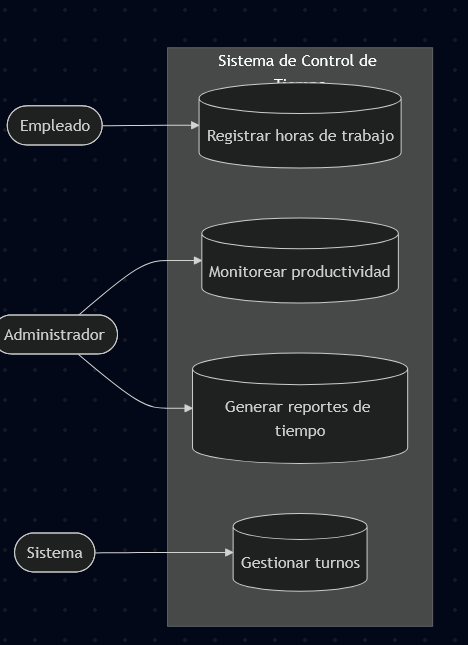 Sistema de Control de
Empleado
Registrar horas de trabajo
Monitorear productividad
Administrador
Generar reportes de
tiempo
Sistema
Gestionar turnos